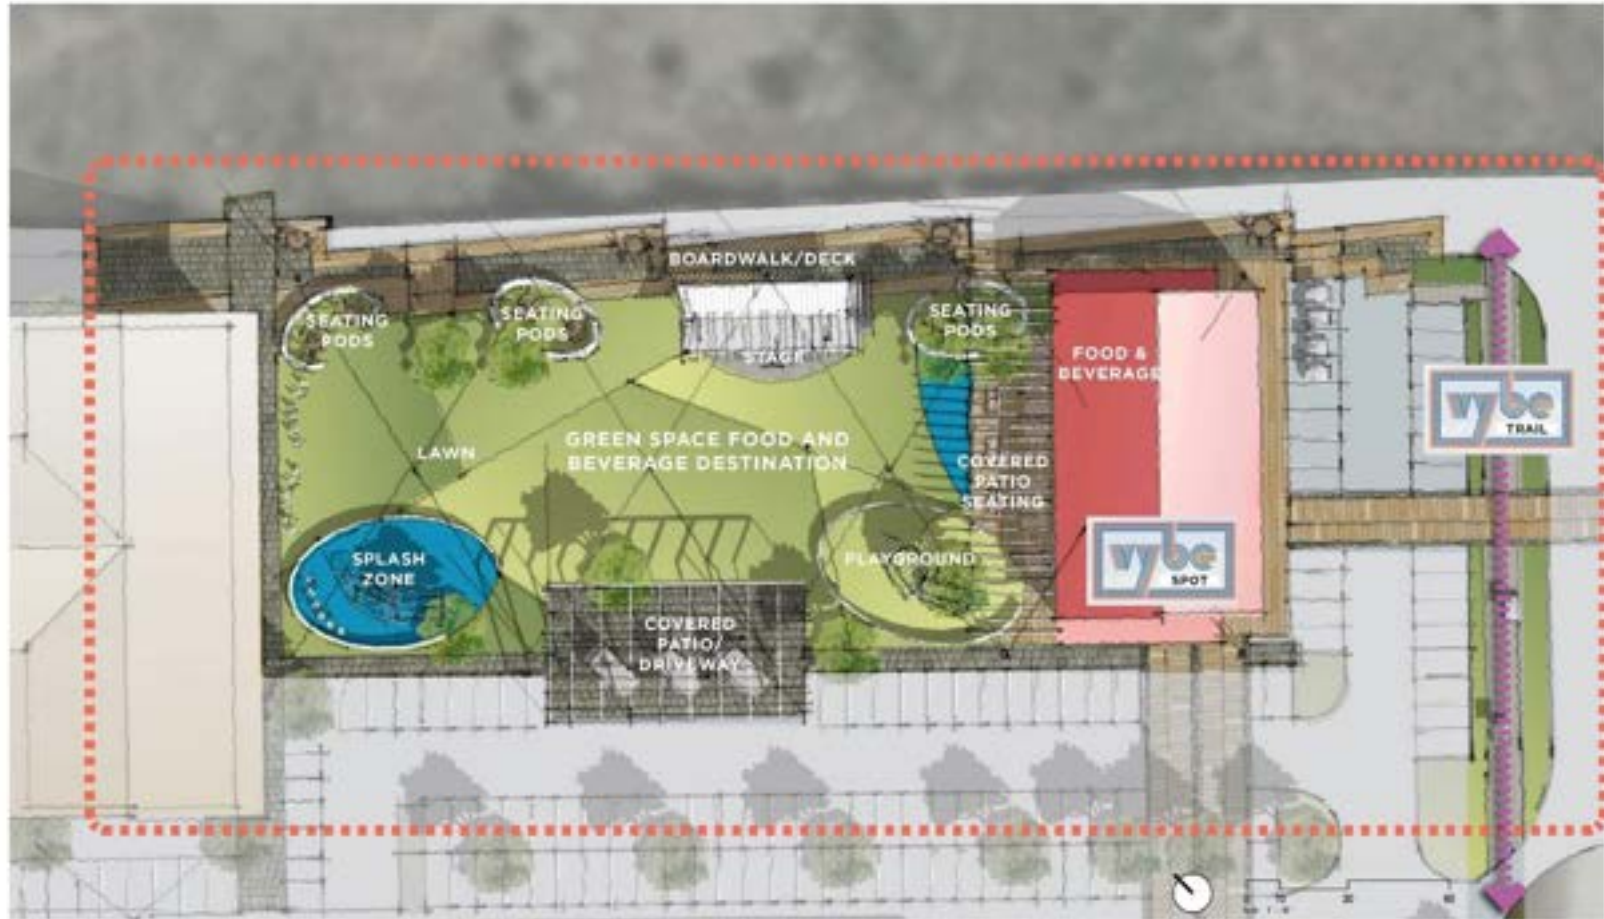 BOARDWALK/DECK
SEATING
PODS
SEATING
PODS
SEATING
PODS
STAGE
FOOD &
BEVERAGE
vybe
TRAIL
LAWN
GREEN SPACE FOOD AND
BEVERAGE DESTINATION
COVERED
PATIO
SEATING
SPLASH
ZONE
PLAYGROUND
vybe
SPOT
COVERED
PATIO/
DRIVEWAY